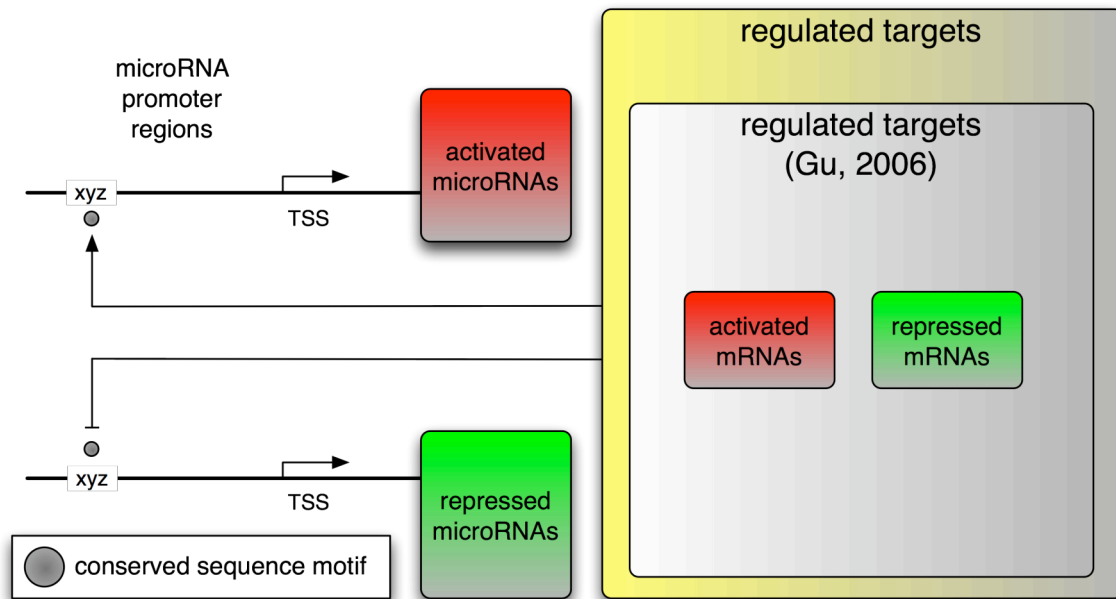 microRNA
promoter
regions
xyz
TSS
activated
microRNAs
xyz
TSS
repressed
microRNAs
conserved sequence motif
regulated targets
regulated targets
(Gu, 2006)
activated
mRNAs
repressed
mRNAs